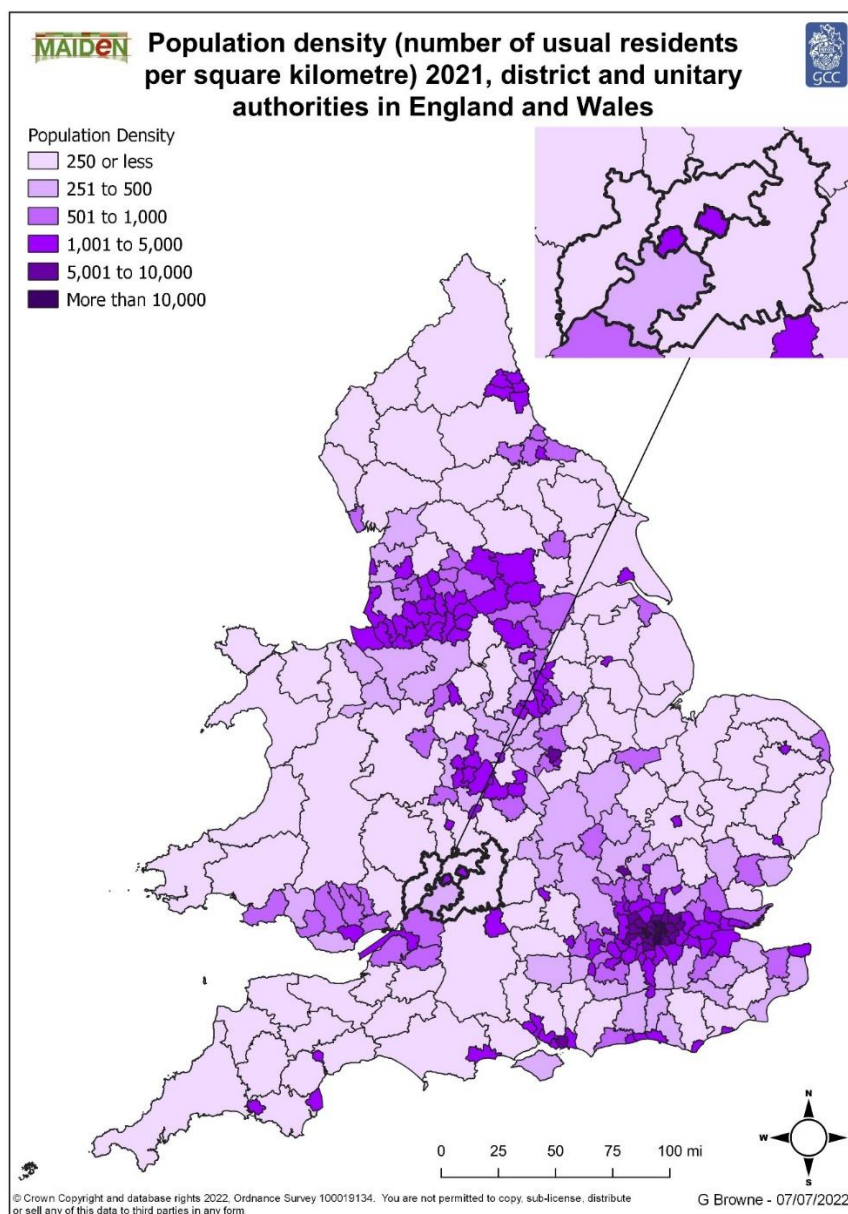 MAIDeN
Population density (number of usual residents
per square kilometre) 2021, district and unitary
authorities in England and Wales
GCC
Population Density
250 or less
251 to 500
501 to 1,000
1,001 to 5,000
5,001 to 10,000
More than 10,000
N
W E
S
0 25 50 75 100 mi
© Crown Copyright and database rights 2022, Ordnance Survey 100019134. You are not permitted to copy, sub-license, distribute
or sell any of this data to third parties in any form
G Browne - 07/07/2022